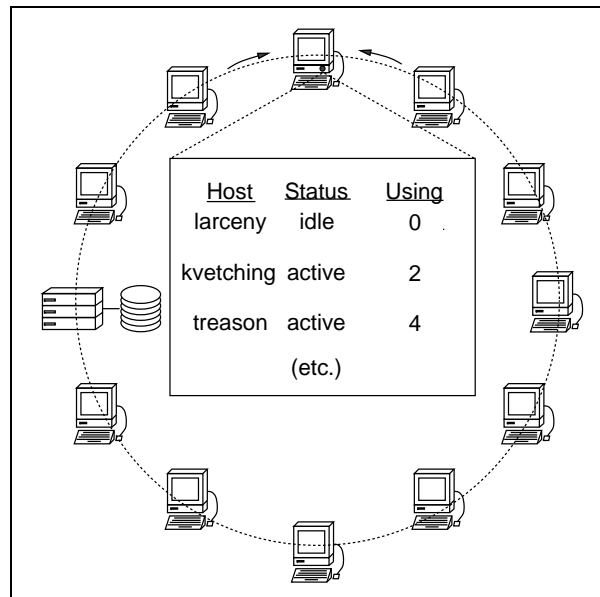 Host Status Using
larceny idle 0
kvetching active 2
treason active 4
(etc.)